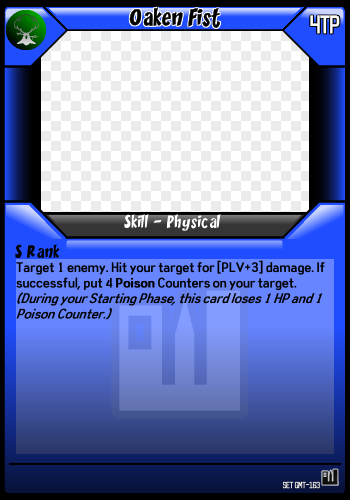 Oaken Fist
4TP
Skill - Physical
S Rank
Target 1 enemy. Hit your target for [PLV+3] damage. If
successful, put 4 Poison Counters on your target.
(During your Starting Phase, this card loses 1 HP and 1
Poison Counter.)
SET GMT-163